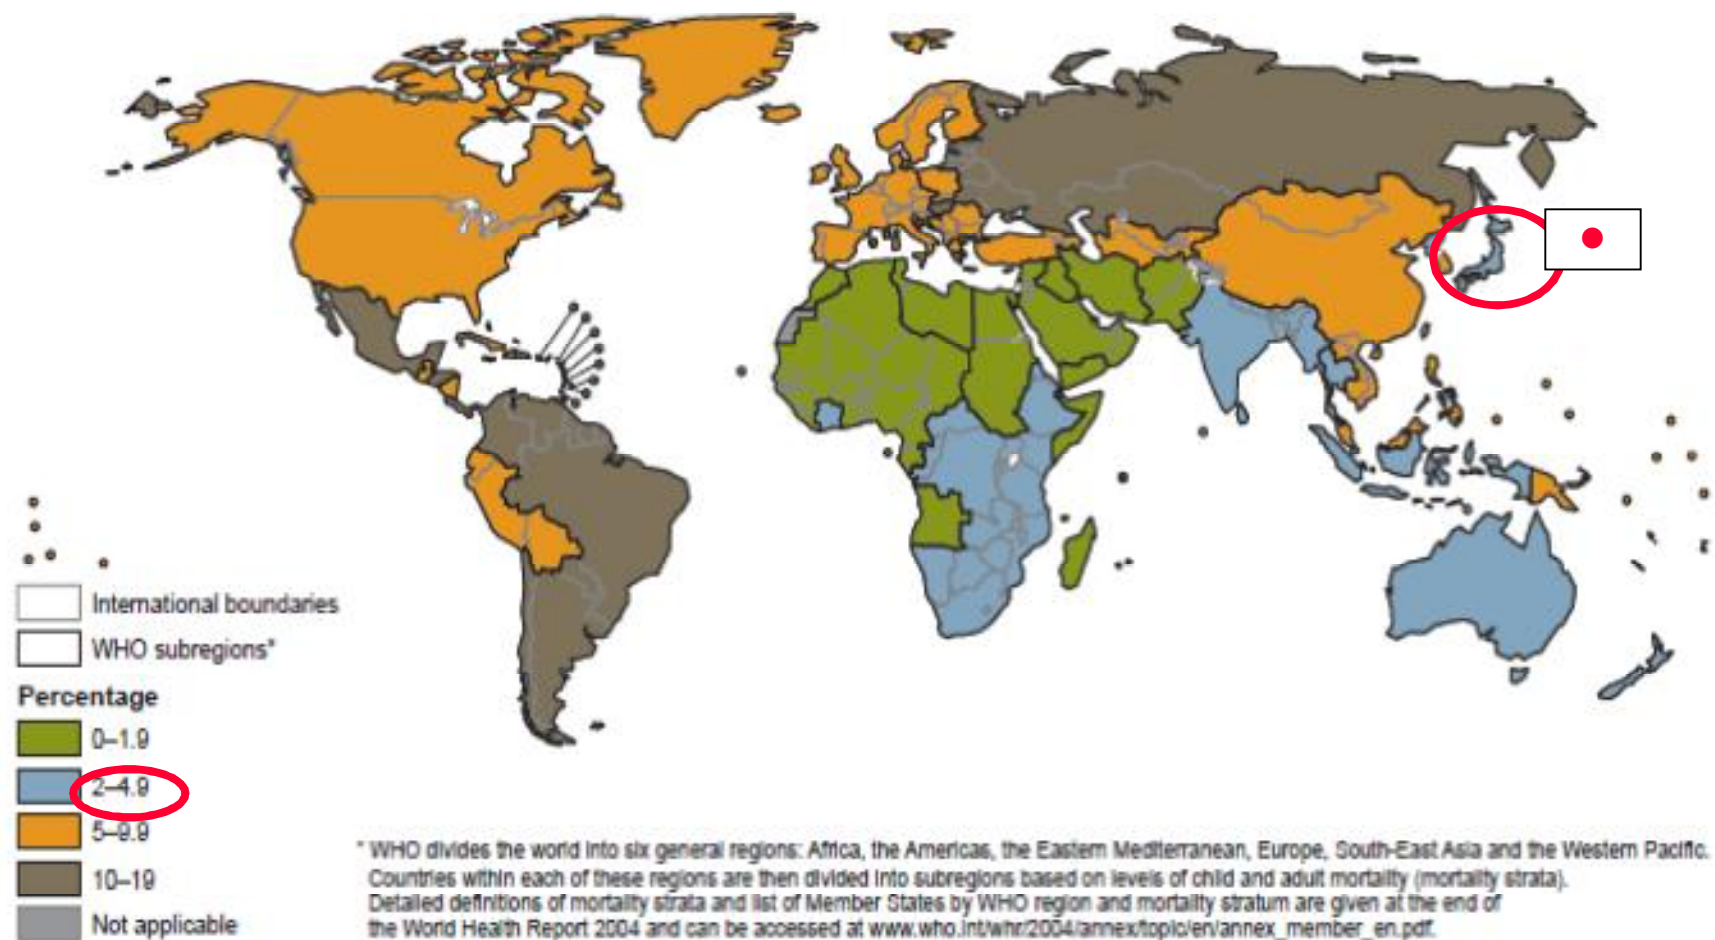 International boundaries
WHO subregions*
Percentage
0–1.9
2–4.9
5–9.9
10–19
Not applicable
* WHO divides the world into six general regions: Africa, the Americas, the Eastern Mediterranean, Europe, South-East Asia and the Western Pacific.
Countries within each of these regions are then divided into subregions based on levels of child and adult mortality (mortality strata).
Detailed definitions of mortality strata and list of Member States by WHO region and mortality stratum are given at the end of
the World Health Report 2004 and can be accessed at www.who.int/whr/2004/annex/topic/en/annex_member_en.pdf.